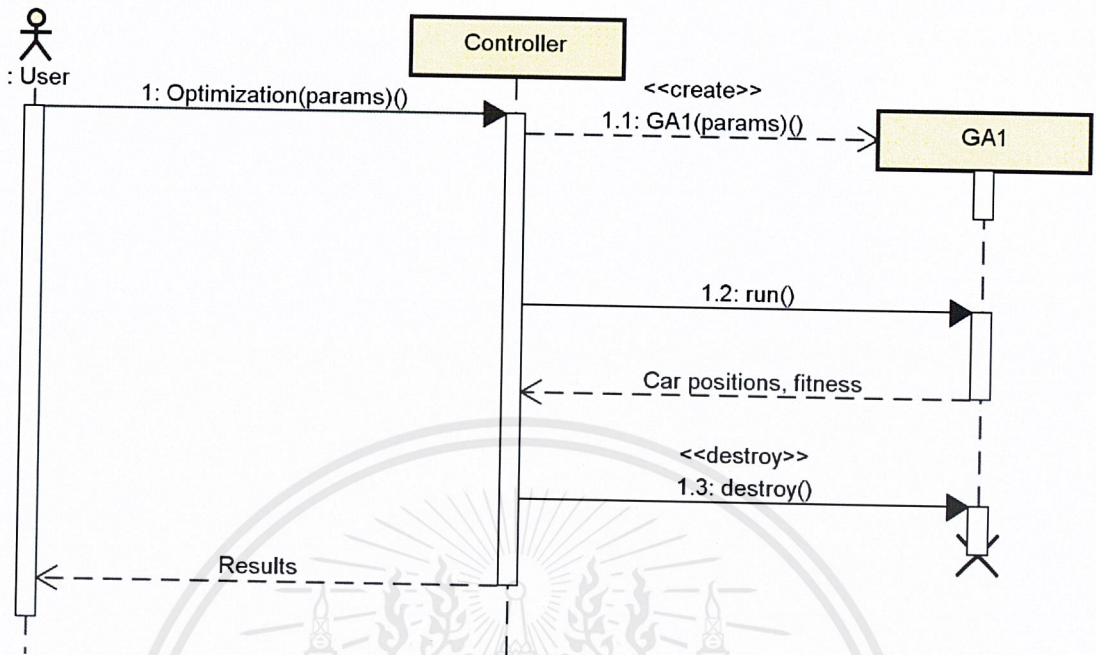 Controller
: User
<<create>>
1: Optimization(params)()
1.1: GA1(params)()
GA1
1.2: run()
Car positions, fitness
<<destroy>>
1.3: destroy()
Results